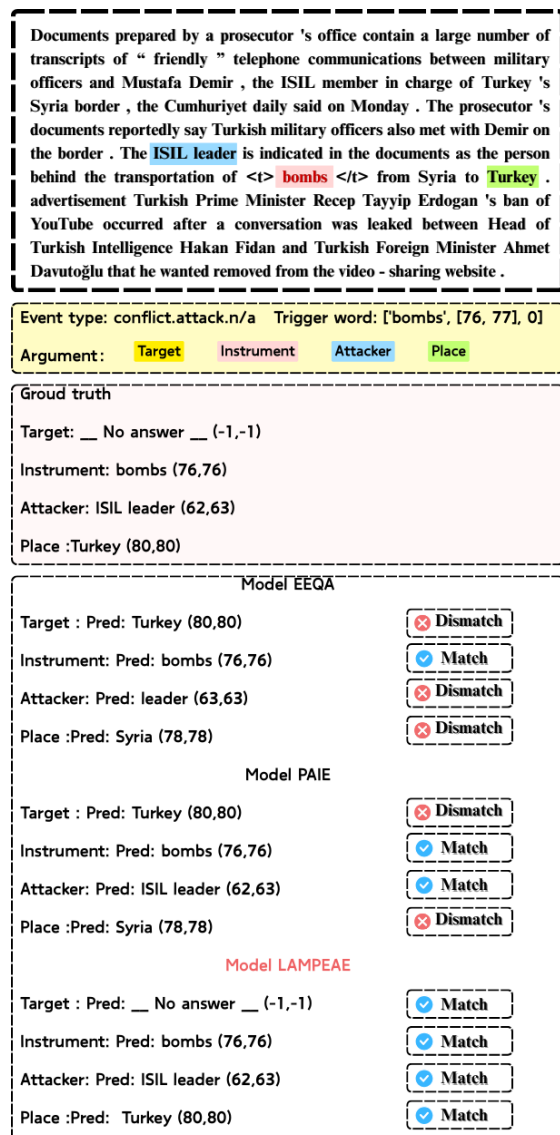 Documents prepared by a prosecutor 's office contain a large number of
transcripts of “ friendly ” telephone communications between military
officers and Mustafa Demir , the ISIL member in charge of Turkey 's
Syria border , the Cumhuriyet daily said on Monday . The prosecutor 's
documents reportedly say Turkish military officers also met with Demir on
the border . The ISIL leader is indicated in the documents as the person
behind the transportation of <t> bombs </t> from Syria to Turkey .
advertisement Turkish Prime Minister Recep Tayyip Erdogan 's ban of
YouTube occurred after a conversation was leaked between Head of
Turkish Intelligence Hakan Fidan and Turkish Foreign Minister Ahmet
Davutoğlu that he wanted removed from the video - sharing website .
Event type: conflict.attack.n/a Trigger word: ['bombs', [76, 77], 0]
Argument: Target Instrument Attacker Place
Groud truth
Target: __ No answer __ (-1,-1)
Instrument: bombs (76,76)
Attacker: ISIL leader (62,63)
Place :Turkey (80,80)
Model EEQA
Target : Pred: Turkey (80,80) Dismatch
Instrument: Pred: bombs (76,76) Match
Attacker: Pred: leader (63,63) Dismatch
Place :Pred: Syria (78,78) Dismatch
Model PAIE
Target : Pred: Turkey (80,80) Dismatch
Instrument: Pred: bombs (76,76) Match
Attacker: Pred: ISIL leader (62,63) Match
Place :Pred: Syria (78,78) Dismatch
Model LAMPEAE
Target : Pred: __ No answer __ (-1,-1) Match
Instrument: Pred: bombs (76,76) Match
Attacker: Pred: ISIL leader (62,63) Match
Place :Pred: Turkey (80,80) Match